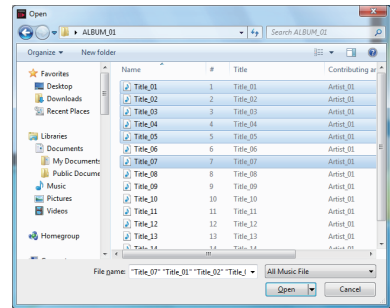 Open
ALBUM_01
Search ALBUM_01
Organize New folder
Name # Title Contributing ar
Favorites
Desktop
Downloads
Recent Places
Libraries
Documents
My Documents
Public Docume
Music
Pictures
Videos
Homegroup
Title_01 1 Title_01 Artist_01
Title_02 2 Title_02 Artist_01
Title_03 3 Title_03 Artist_01
Title_04 4 Title_04 Artist_01
Title_05 5 Title_05 Artist_01
Title_06 6 Title_06 Artist_01
Title_07 7 Title_07 Artist_01
Title_08 8 Title_08 Artist_01
Title_09 9 Title_09 Artist_01
Title_10 10 Title_10 Artist_01
Title_11 11 Title_11 Artist_01
Title_12 12 Title_12 Artist_01
Title_13 13 Title_13 Artist_01
Title_14 14 Title_14 Artist_01
File name: "Title_07" "Title_01" "Title_02" "Title_( All Music File
Open Cancel